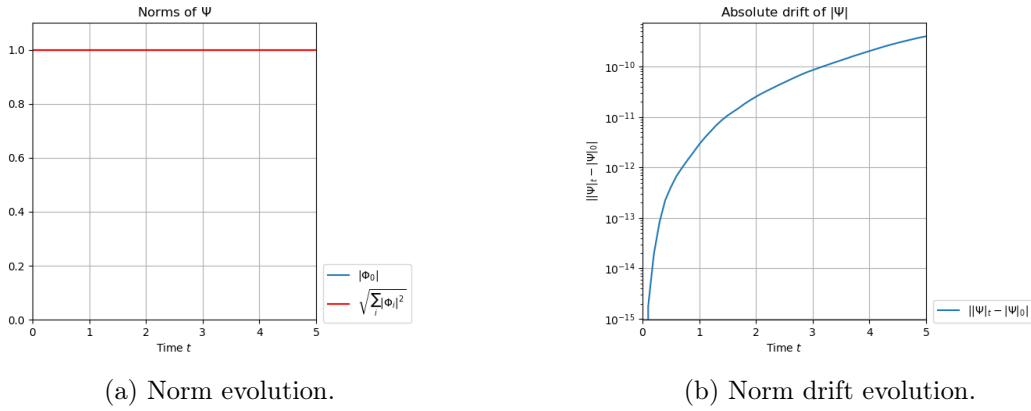 Norms of Ψ
1.0
0.8
0.6
0.4
0.2
0.0
0 1 2 3 4 5
Time t
|Φ₀|
√∑ᵢ|Φᵢ|²
(a) Norm evolution.
Absolute drift of |Ψ|
||Ψ|ₜ − |Ψ|₀|
10⁻¹⁰
10⁻¹¹
10⁻¹²
10⁻¹³
10⁻¹⁴
10⁻¹⁵
0 1 2 3 4 5
Time t
||Ψ|ₜ − |Ψ|₀|
(b) Norm drift evolution.